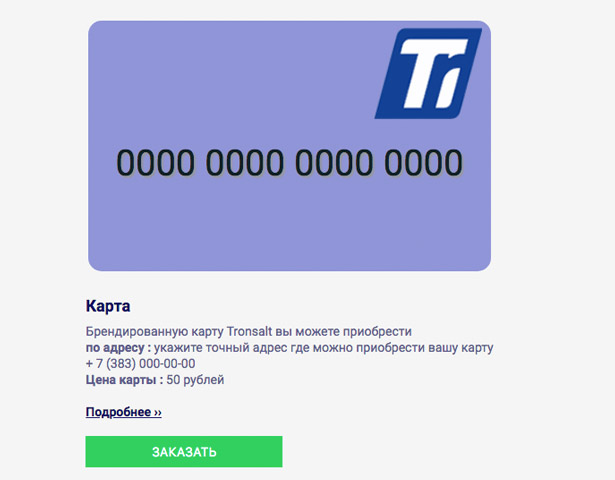 Tr
0000 0000 0000 0000
Карта
Брендированную карту Tronsalt вы можете приобрести
по адресу : укажите точный адрес где можно приобрести вашу карту
+ 7 (383) 000-00-00
Цена карты : 50 рублей
Подробнее ››
ЗАКАЗАТЬ